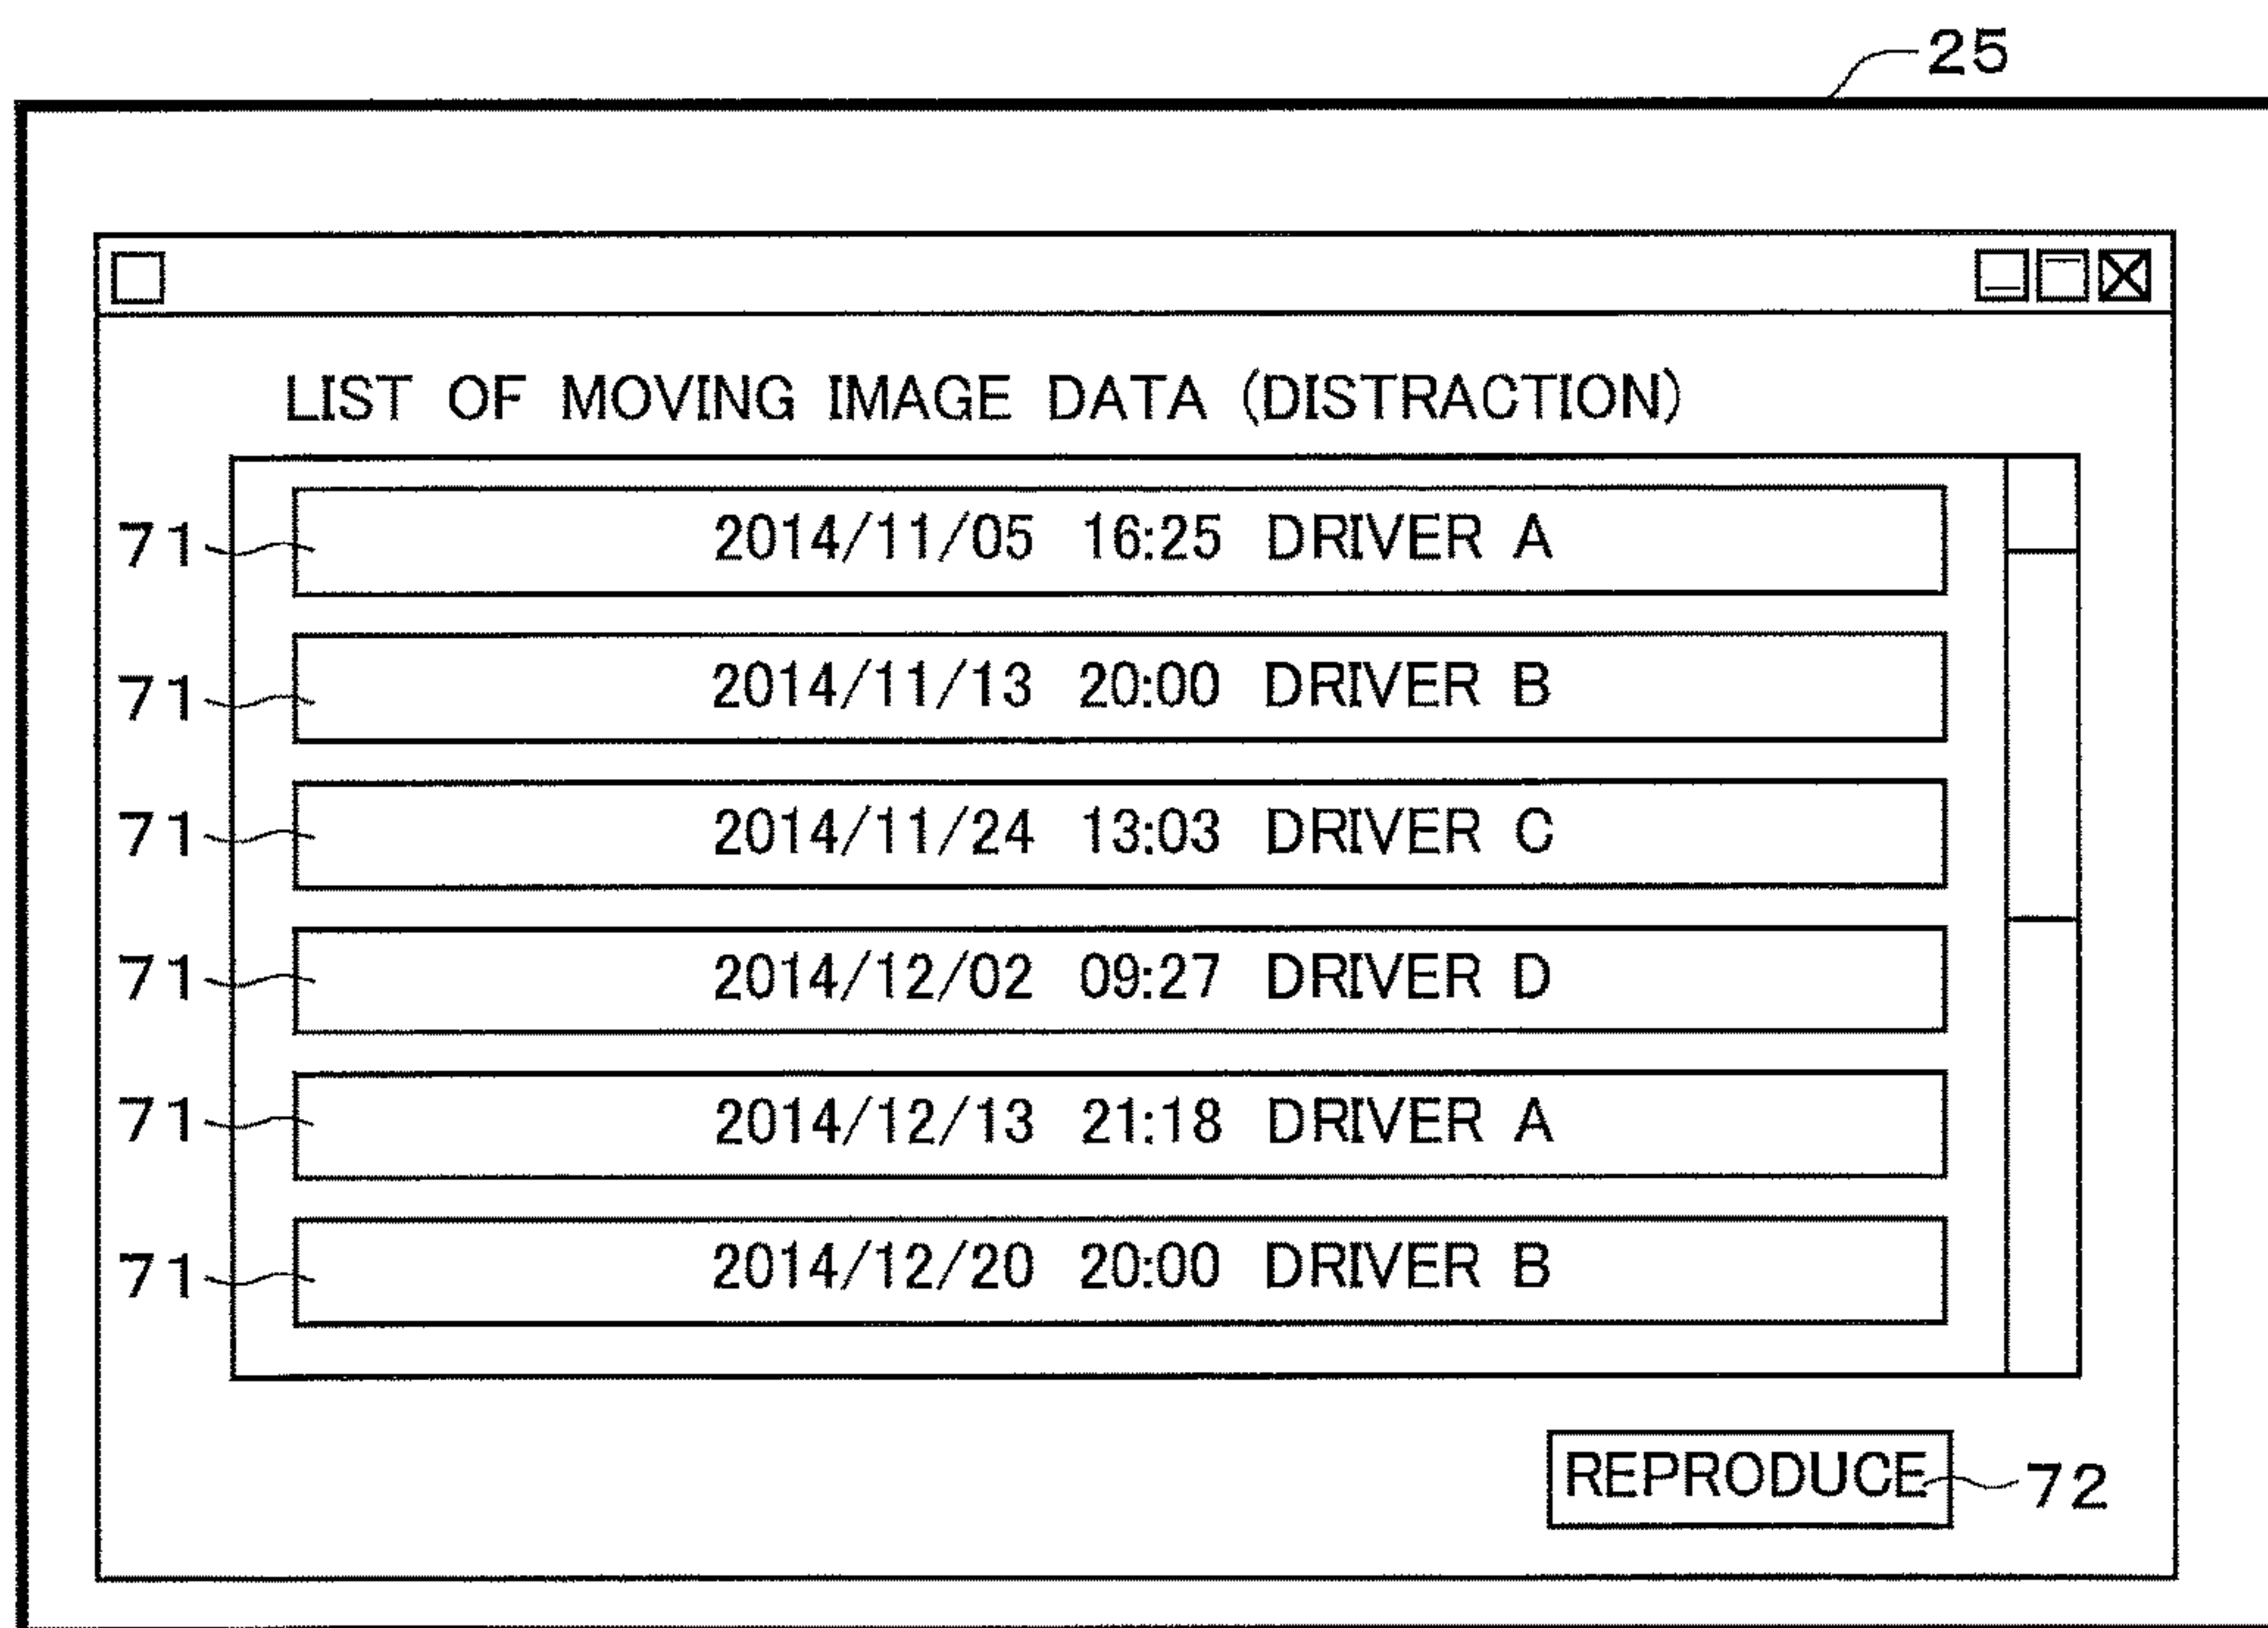 25
LIST OF MOVING IMAGE DATA (DISTRACTION)
71 2014/11/05 16:25 DRIVER A
71 2014/11/13 20:00 DRIVER B
71 2014/11/24 13:03 DRIVER C
71 2014/12/02 09:27 DRIVER D
71 2014/12/13 21:18 DRIVER A
71 2014/12/20 20:00 DRIVER B
REPRODUCE 72